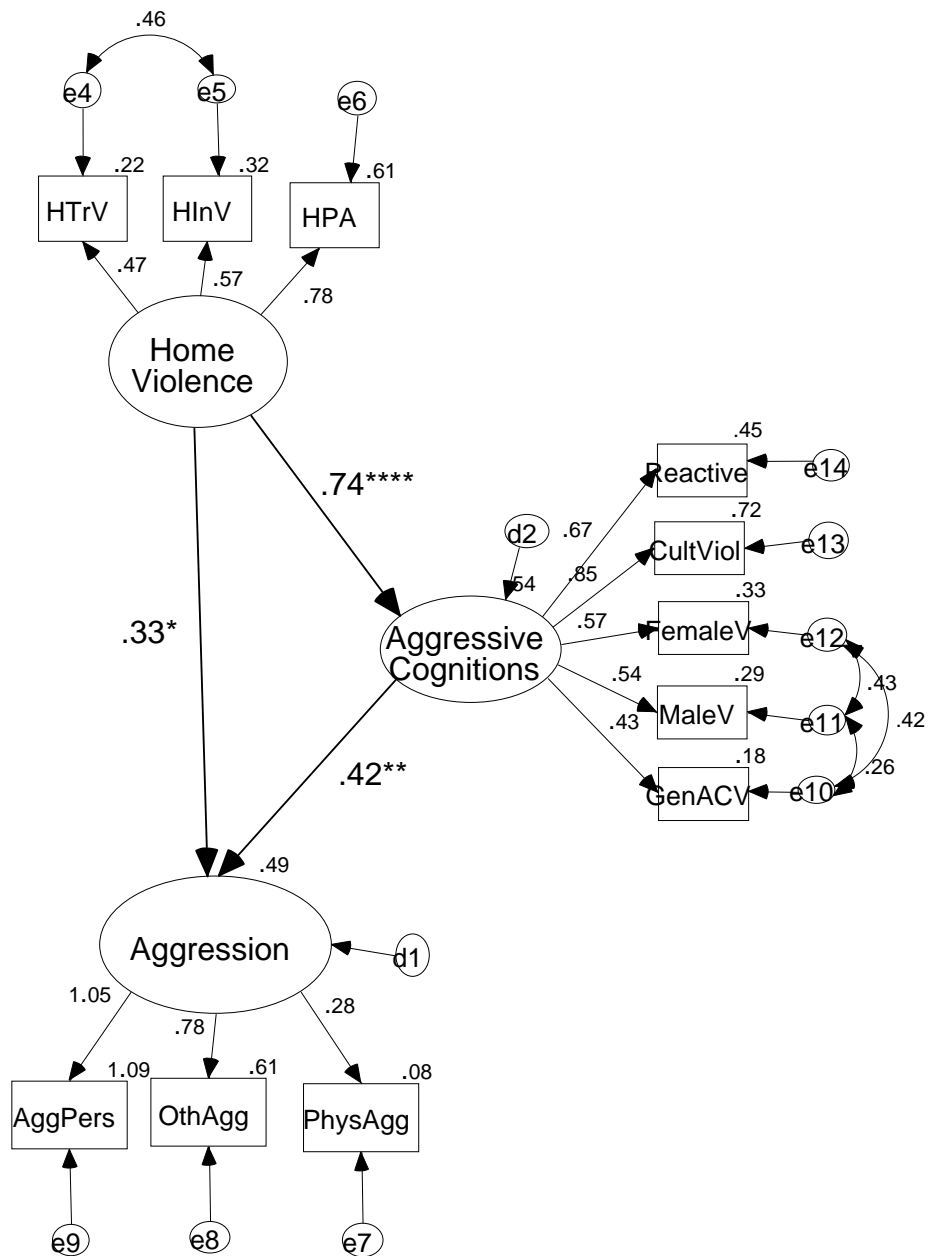 .46
e4
e5
e6
.22
.32
.61
HTrV
HInV
HPA
.47
.57
.78
Home
Violence
.74****
.33*
.45
Reactive
e14
.67
.72
d2
CultViol
e13
.54
.85
.33
.57
FemaleV
e12
Aggressive
Cognitions
.54
.29
.43
MaleV
e11
.42
.43
.18
.26
GenACV
e10
.42**
.49
Aggression
d1
1.05
.78
.28
1.09
.61
.08
AggPers
OthAgg
PhysAgg
e9
e8
e7